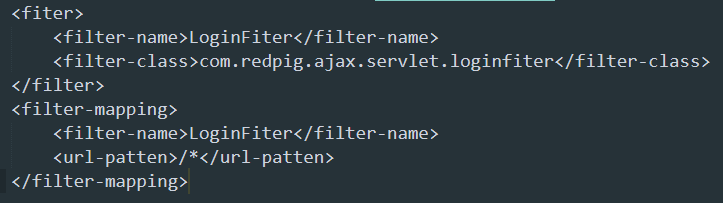 <fiter>
<filter-name>LoginFiter</filter-name>
<filter-class>com.redpig.ajax.servlet.loginfiter</filter-class>
</filter>
<filter-mapping>
<filter-name>LoginFiter</filter-name>
<url-patten>/*</url-patten>
</filter-mapping>